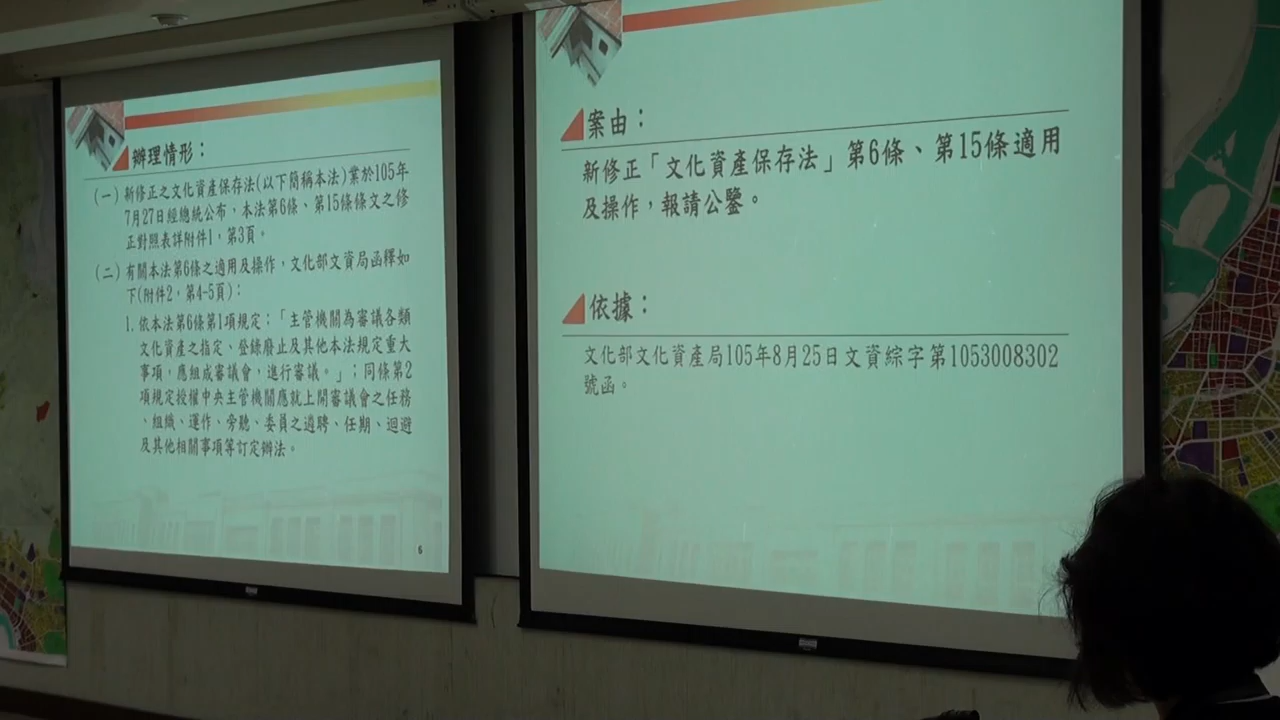 辦理情形：
(一)新修正之文化資產保存法(以下簡稱本法)業於105年
7月27日經總統公布，本法第6條、第15條條文之修
正對照表詳附件1，第3頁。
(二)有關本法第6條之適用及操作，文化部文資局函釋如
下(附件2，第4-5頁)：
1.依本法第6條第1項規定：「主管機關為審議各類
文化資產之指定、登錄廢止及其他本法規定重大
事項，應組成審議會，進行審議。」；同條第2
項規定授權中央主管機關應就上開審議會之任務
、組織、運作、旁聽、委員之遴聘、任期、迴避
及其他相關事項等訂定辦法。
6
案由：
新修正「文化資產保存法」第6條、第15條適用
及操作，報請公鑒。
依據：
文化部文化資產局105年8月25日文資綜字第1053008302
號函。